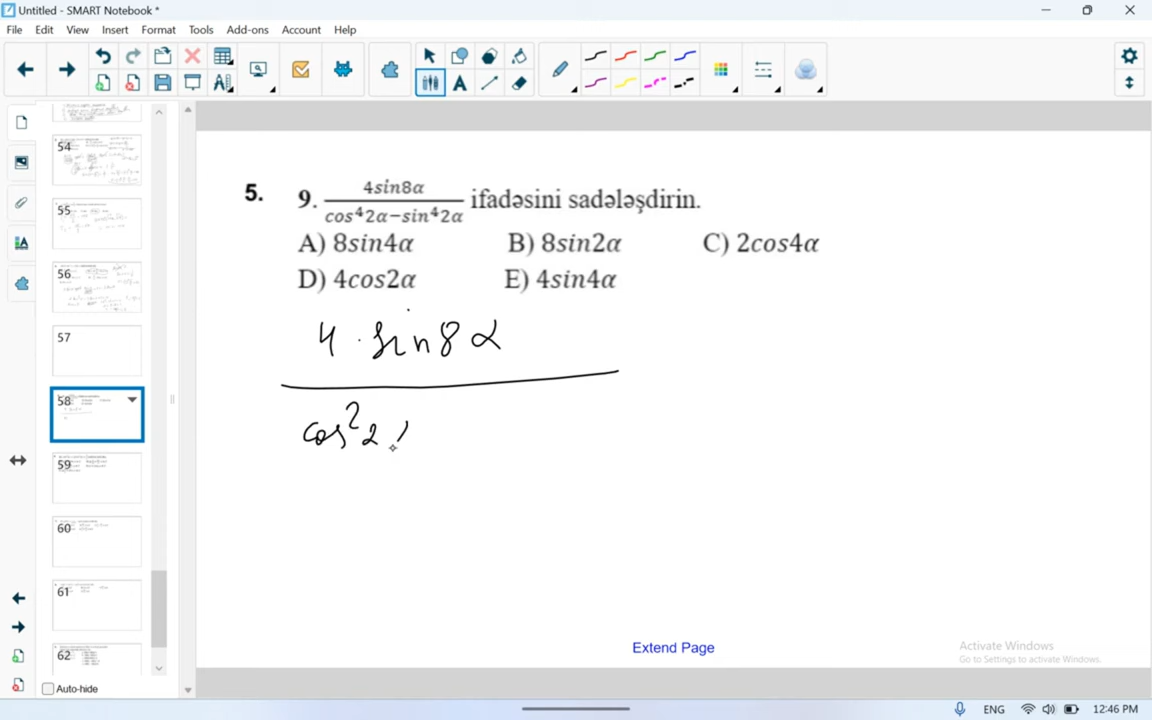 Untitled - SMART Notebook *
File Edit View Insert Format Tools Add-ons Account Help
54
55
56
57
58
59
60
61
62
Auto-hide
5. 9. \frac{4sin8α}{cos⁴2α−sin⁴2α} ifadəsini sadələşdirin.
A) 8sin4α B) 8sin2α C) 2cos4α
D) 4cos2α E) 4sin4α
4 · sin8α
cos²2
Extend Page
Activate Windows
Go to Settings to activate Windows.
ENG 12:46 PM